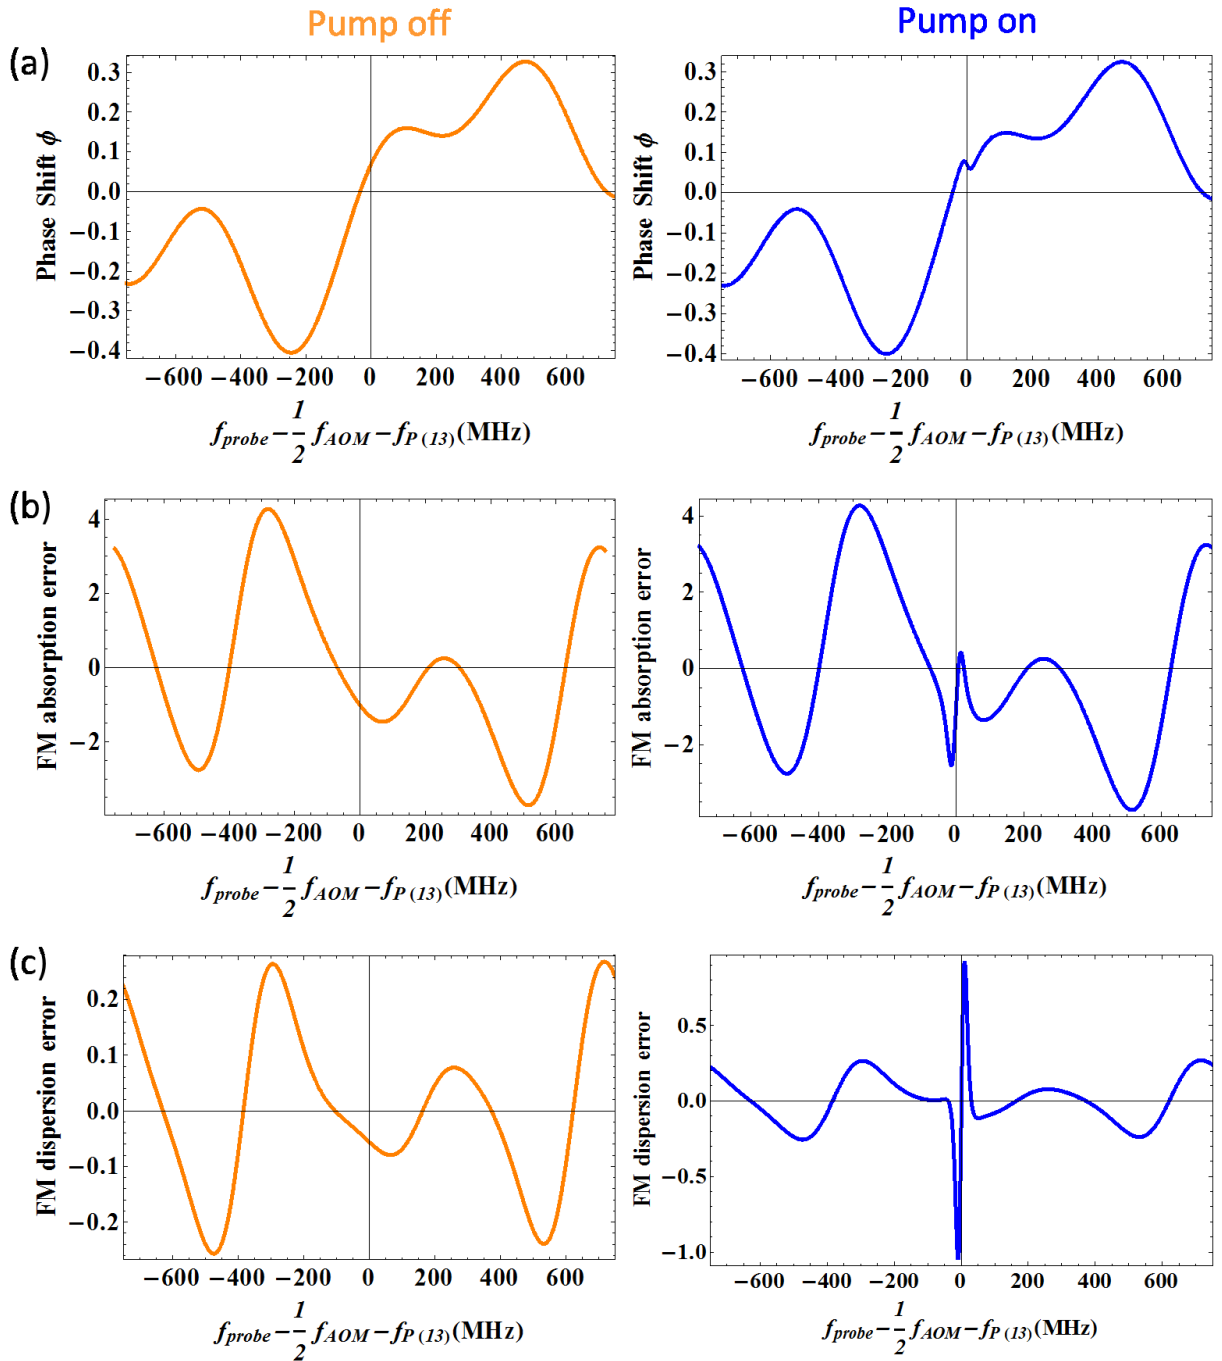 Pump off
Pump on
(a)
Phase Shift ϕ
0.3
0.2
0.1
0.0
−0.1
−0.2
−0.3
−0.4
−600 −400 −200 0 200 400 600
f_probe − 1/2 f_AOM − f_P(13) (MHz)
Phase Shift ϕ
0.3
0.2
0.1
0.0
−0.1
−0.2
−0.3
−0.4
−600 −400 −200 0 200 400 600
f_probe − 1/2 f_AOM − f_P(13) (MHz)
(b)
FM absorption error
4
2
0
−2
−600 −400 −200 0 200 400 600
f_probe − 1/2 f_AOM − f_P(13) (MHz)
FM absorption error
4
2
0
−2
−600 −400 −200 0 200 400 600
f_probe − 1/2 f_AOM − f_P(13) (MHz)
(c)
FM dispersion error
0.2
0.1
0.0
−0.1
−0.2
−600 −400 −200 0 200 400 600
f_probe − 1/2 f_AOM − f_P(13) (MHz)
FM dispersion error
0.5
0.0
−0.5
−1.0
−600 −400 −200 0 200 400 600
f_probe − 1/2 f_AOM − f_P(13) (MHz)